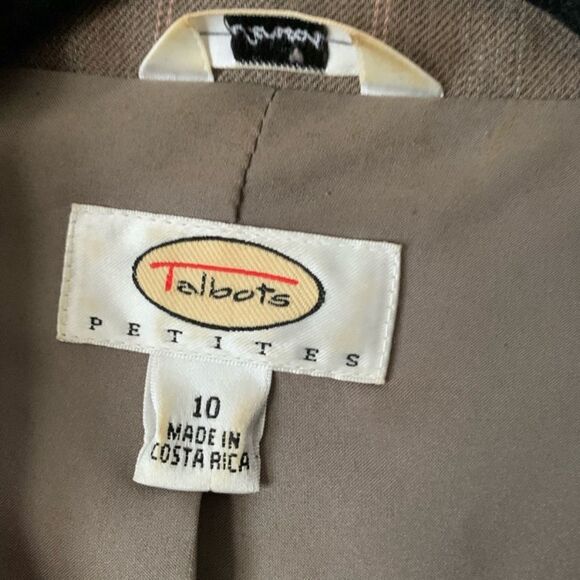 Talbots
PETITES
10
MADE IN
COSTA RICA